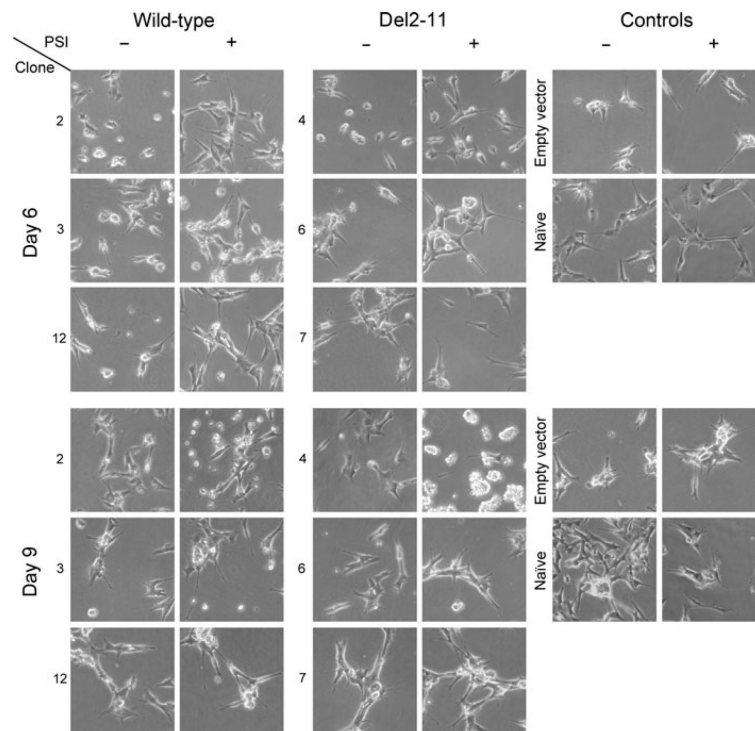 Wild-type Del2-11 Controls
PSI – + – + – +
Clone
Day 6
2 4 Empty vector
3 6 Naïve
12 7
Day 9
2 4 Empty vector
3 6 Naïve
12 7